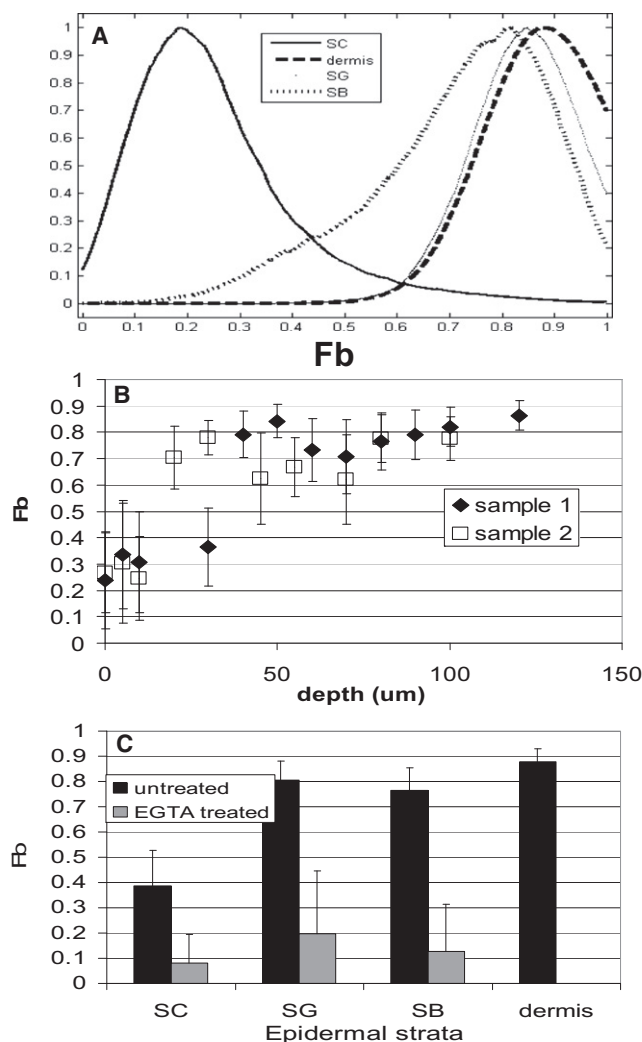 A
1
0.9
0.8
0.7
0.6
0.5
0.4
0.3
0.2
0.1
0
SC
dermis
SG
SB
0 0.1 0.2 0.3 0.4 0.5 0.6 0.7 0.8 0.9 1
Fb
B
1
0.9
0.8
0.7
0.6
0.5
0.4
0.3
0.2
0.1
0
Fb
sample 1
sample 2
0 50 100 150
depth (um)
C
1
0.9
0.8
0.7
0.6
0.5
0.4
0.3
0.2
0.1
0
Fb
untreated
EGTA treated
SC SG SB dermis
Epidermal strata